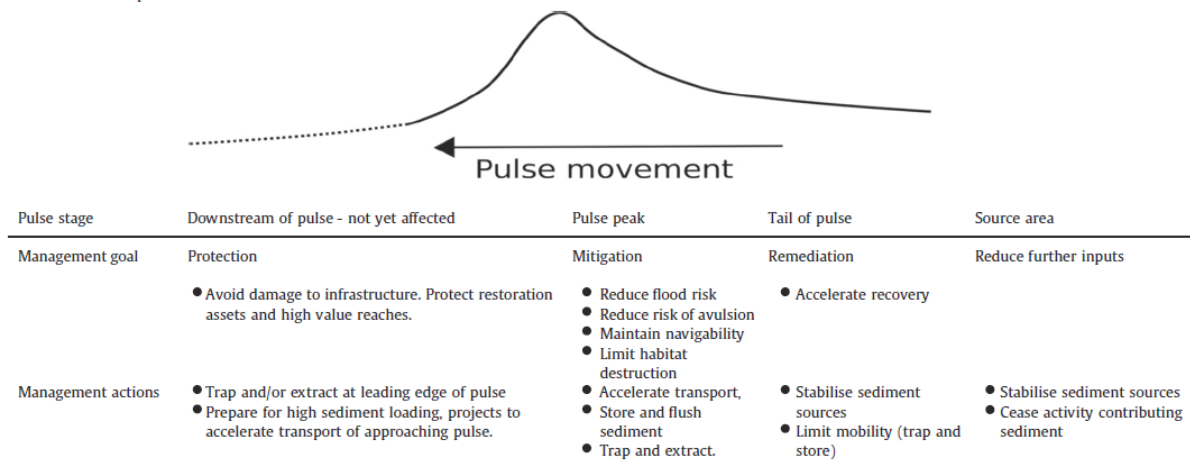 Pulse movement
Pulse stage Downstream of pulse - not yet affected Pulse peak Tail of pulse Source area
Management goal Protection Mitigation Remediation Reduce further inputs
● Avoid damage to infrastructure. Protect restoration
assets and high value reaches.
● Reduce flood risk
● Reduce risk of avulsion
● Maintain navigability
● Limit habitat
destruction
● Accelerate recovery
Management actions
● Trap and/or extract at leading edge of pulse
● Prepare for high sediment loading, projects to
accelerate transport of approaching pulse.
● Accelerate transport,
● Store and flush
sediment
● Trap and extract.
● Stabilise sediment
sources
● Limit mobility (trap and
store)
● Stabilise sediment sources
● Cease activity contributing
sediment